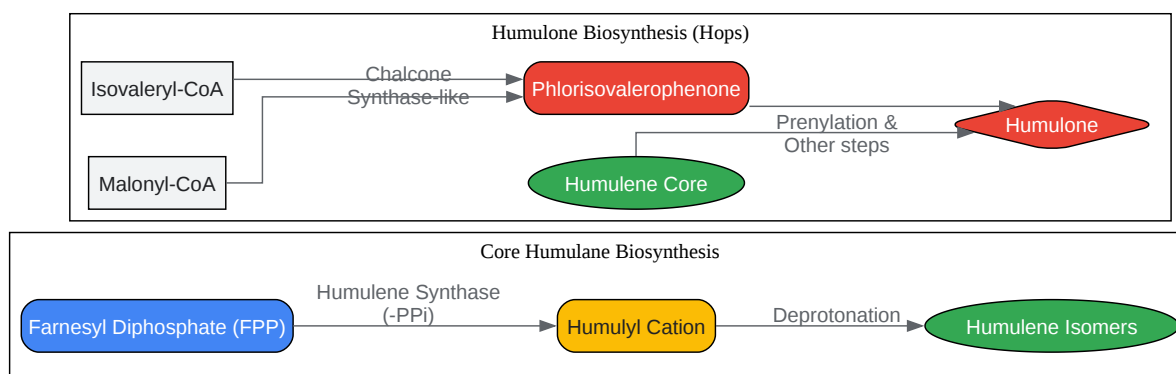 Humulone Biosynthesis (Hops)
Isovaleryl-CoA
Chalcone
Synthase-like
Phlorisovalerophenone
Humulone
Prenylation &
Other steps
Malonyl-CoA
Humulene Core
Core Humulane Biosynthesis
Farnesyl Diphosphate (FPP)
Humulene Synthase
(-PPi)
Humulyl Cation
Deprotonation
Humulene Isomers